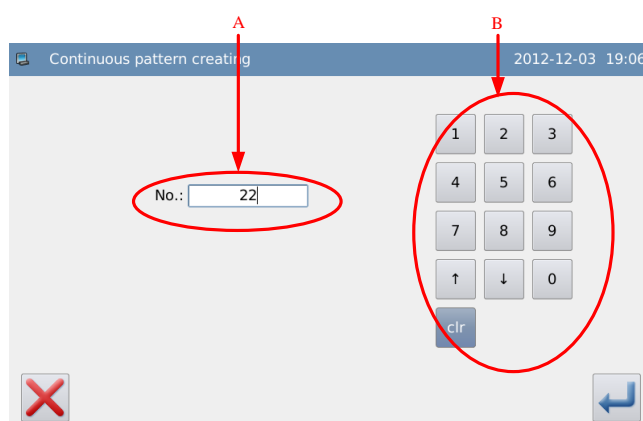 A B
Continuous pattern creating 2012-12-03 19:06
1 2 3
No.: 22
4 5 6
7 8 9
↑ ↓ 0
clr